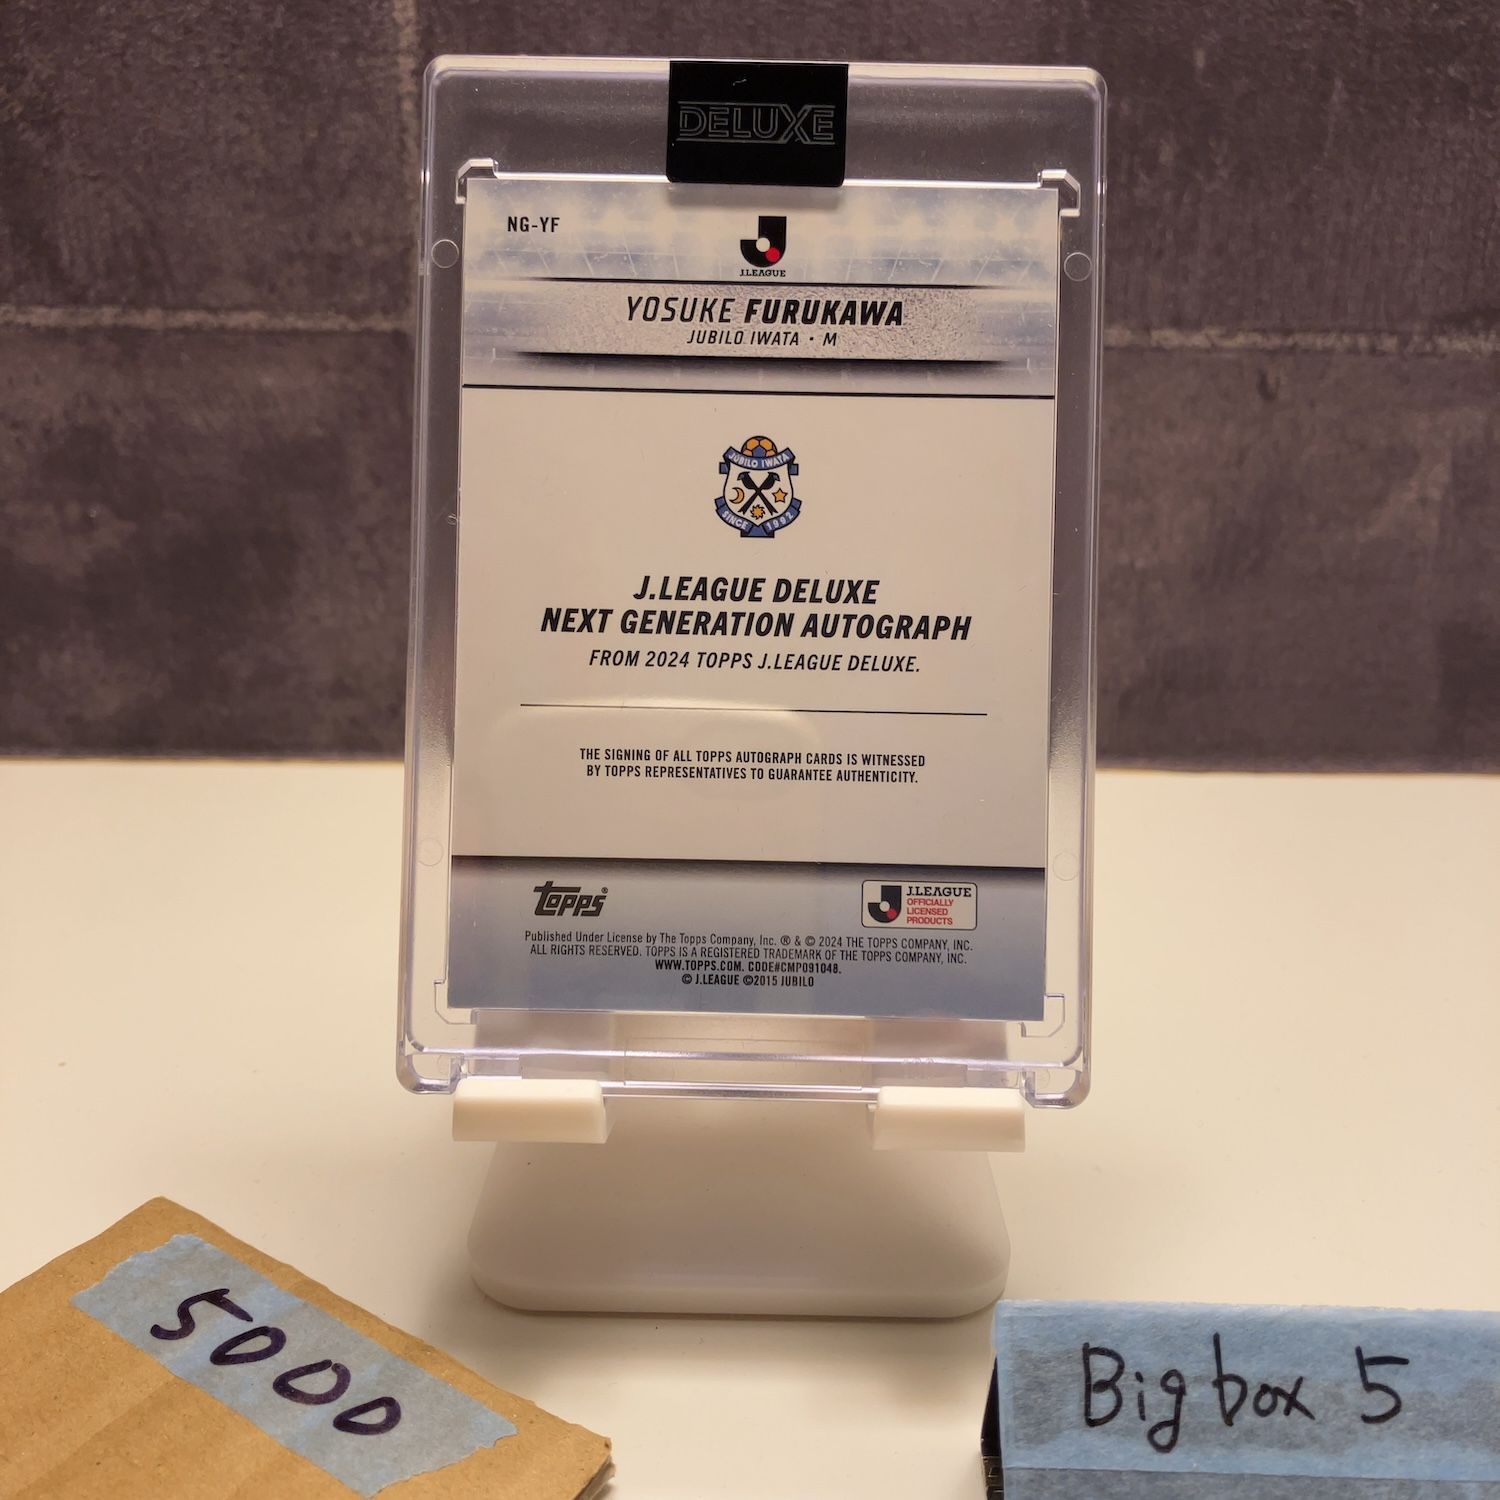 DELUXE
NG-YF
J.LEAGUE
YOSUKE FURUKAWA
JUBILO IWATA · M
JUBILO IWATA
SINCE 1992
J.LEAGUE DELUXE
NEXT GENERATION AUTOGRAPH
FROM 2024 TOPPS J.LEAGUE DELUXE.
THE SIGNING OF ALL TOPPS AUTOGRAPH CARDS IS WITNESSED
BY TOPPS REPRESENTATIVES TO GUARANTEE AUTHENTICITY.
Topps®
J.LEAGUE
OFFICIALLY
LICENSED
PRODUCTS
Published Under License by The Topps Company, Inc. ® & © 2024 THE TOPPS COMPANY, INC.
ALL RIGHTS RESERVED. TOPPS IS A REGISTERED TRADEMARK OF THE TOPPS COMPANY, INC.
WWW.TOPPS.COM. CODE#CMP091048.
© J.LEAGUE ©2015 JUBILO
5000
Big box 5